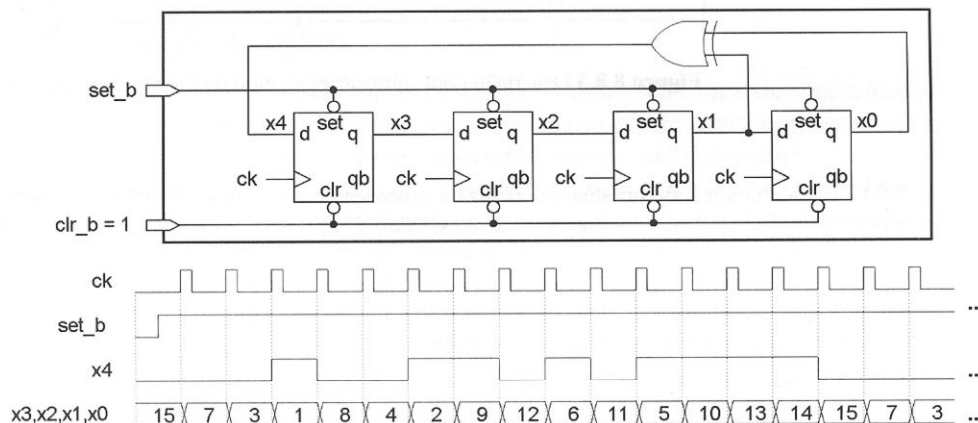 set_b
x4 set x3 set x2 set x1 set x0
d q d q d q d q
ck qb ck qb ck qb ck qb
clr clr clr clr
clr_b = 1
ck
set_b ...
x4 ...
x3,x2,x1,x0 15 7 3 1 8 4 2 9 12 6 11 5 10 13 14 15 7 3 ...